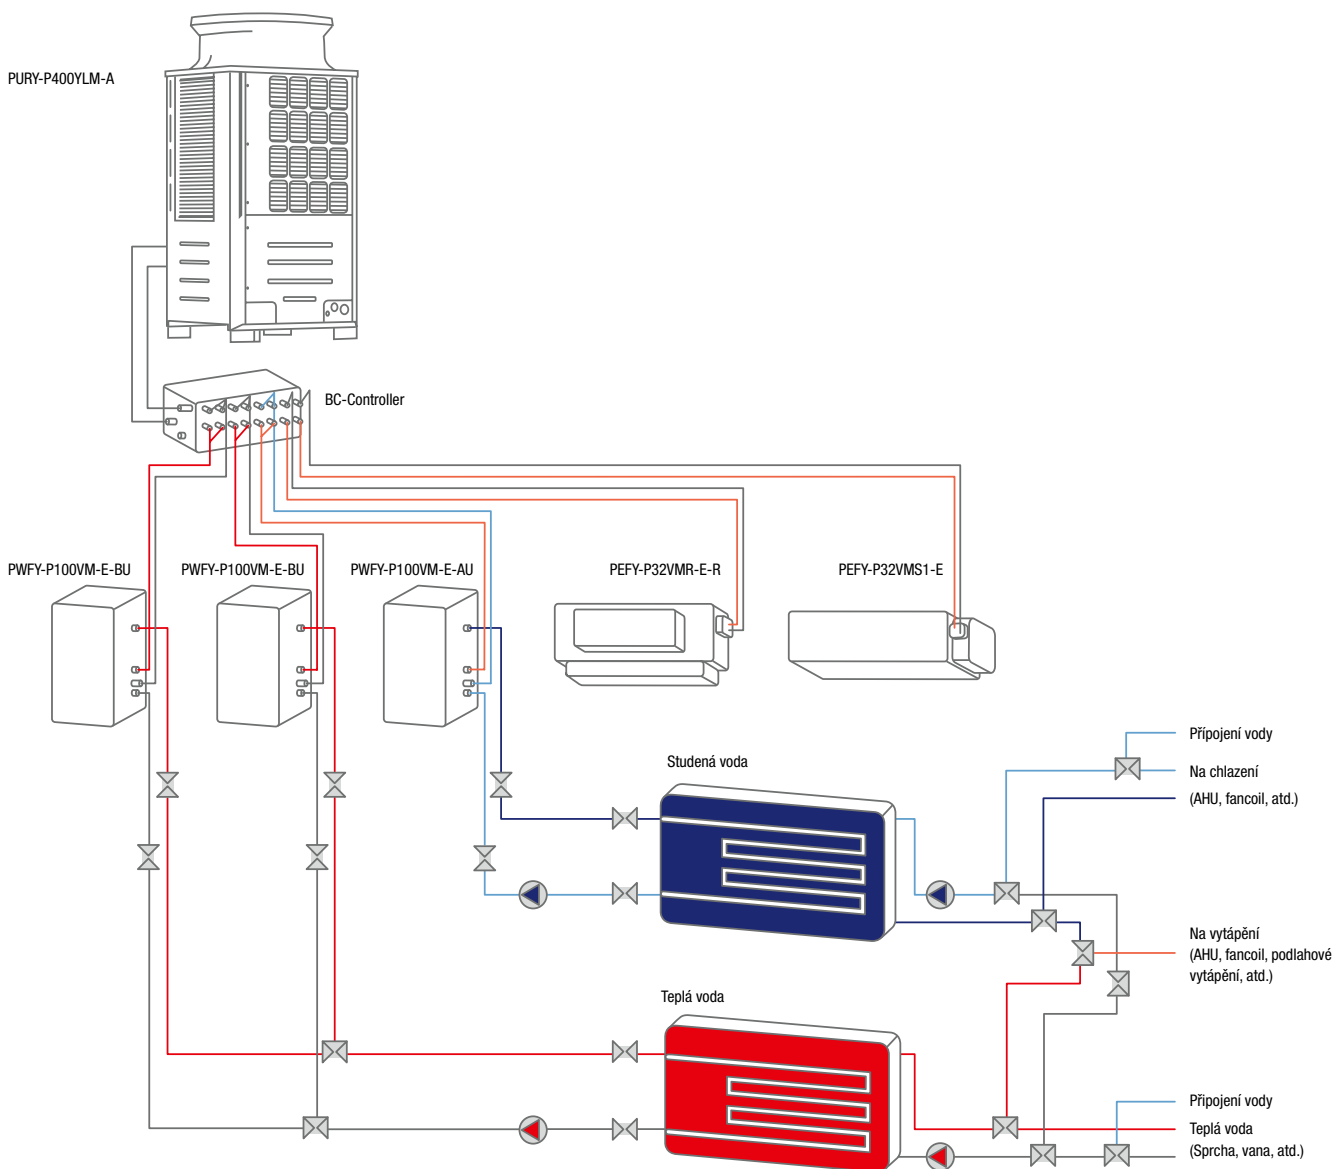 PURY-P400YLM-A
BC-Controller
PWFY-P100VM-E-BU
PWFY-P100VM-E-BU
PWFY-P100VM-E-AU
PEFY-P32VMR-E-R
PEFY-P32VMS1-E
Přípojení vody
Studená voda
Na chlazení
(AHU, fancoil, atd.)
Na vytápění
(AHU, fancoil, podlahové
vytápění, atd.)
Teplá voda
Připojení vody
Teplá voda
(Sprcha, vana, atd.)